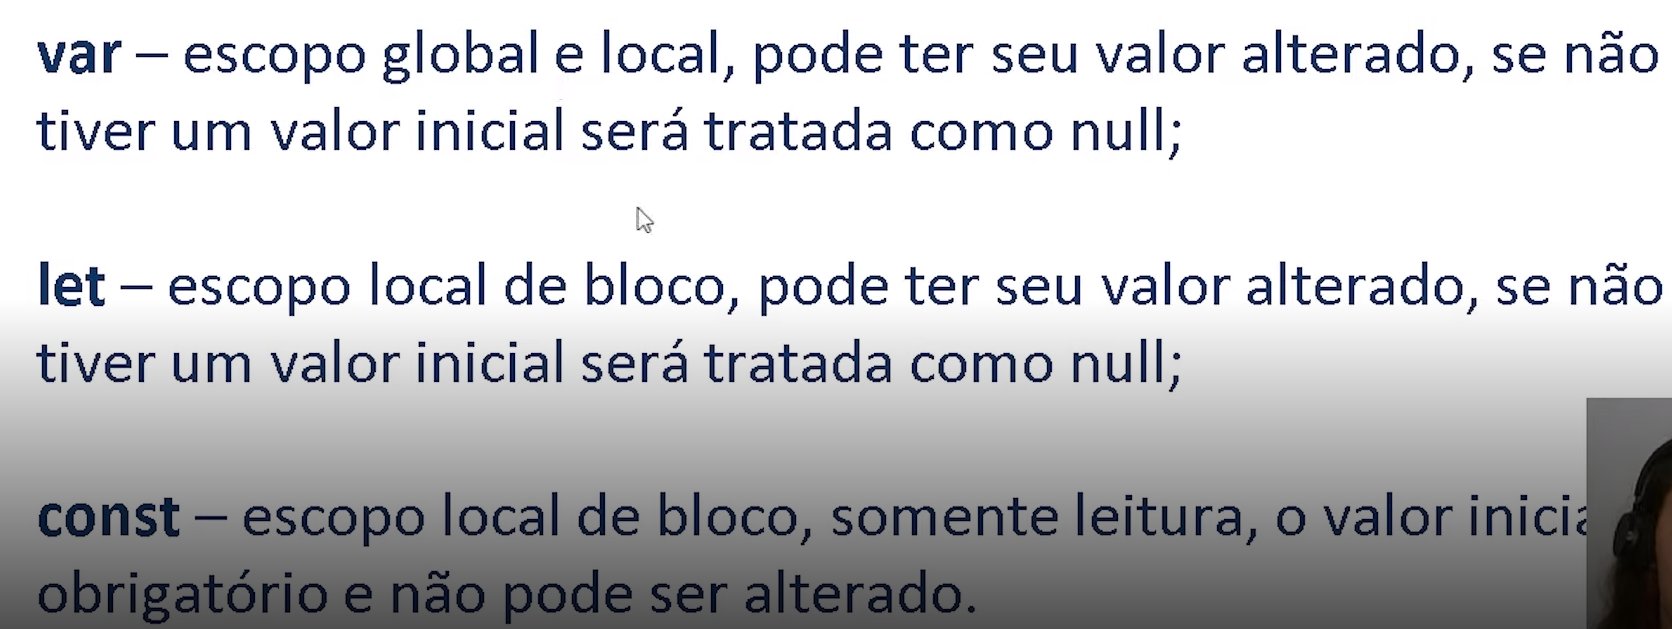 var – escopo global e local, pode ter seu valor alterado, se não
tiver um valor inicial será tratada como null;
let – escopo local de bloco, pode ter seu valor alterado, se não
tiver um valor inicial será tratada como null;
const – escopo local de bloco, somente leitura, o valor
obrigatório e não pode ser alterado.